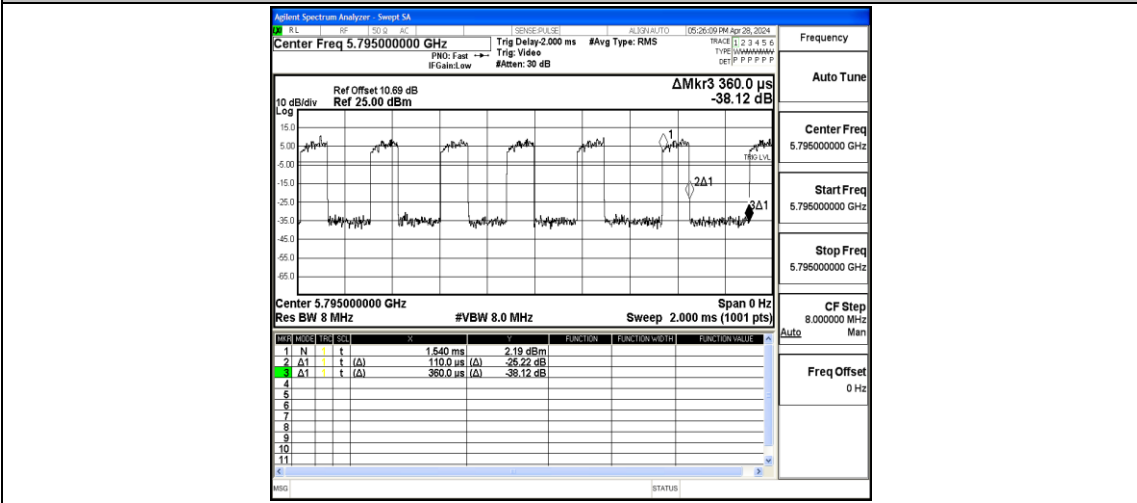 Agilent Spectrum Analyzer - Swept SA
RL RF 50 Ω AC SENSE:PULSE ALIGN AUTO 05:26:09 PM Apr 28, 2024
Center Freq 5.795000000 GHz
PNO: Fast
IFGain:Low
Trig Delay-2.000 ms
Trig: Video
#Atten: 30 dB
#Avg Type: RMS
TRACE 1 2 3 4 5 6
TYPE WWWWWW
DET P P P P P P
ΔMkr3 360.0 µs
-38.12 dB
Ref Offset 10.69 dB
10 dB/div Ref 25.00 dBm
Log
15.0
5.00
-5.00
-15.0
-25.0
-35.0
-45.0
-55.0
-65.0
1
TRIG LVL
2Δ1
3Δ1
Center 5.795000000 GHz Span 0 Hz
Res BW 8 MHz #VBW 8.0 MHz Sweep 2.000 ms (1001 pts)
MKR MODE TRC SCL X Y FUNCTION FUNCTION WIDTH FUNCTION VALUE
1 N 1 t 1.540 ms 2.19 dBm
2 Δ1 1 t (Δ) 110.0 µs (Δ) -25.22 dB
3 Δ1 1 t (Δ) 360.0 µs (Δ) -38.12 dB
4
5
6
7
8
9
10
11
MSG STATUS
Frequency
Auto Tune
Center Freq
5.795000000 GHz
Start Freq
5.795000000 GHz
Stop Freq
5.795000000 GHz
CF Step
8.000000 MHz
Auto Man
Freq Offset
0 Hz